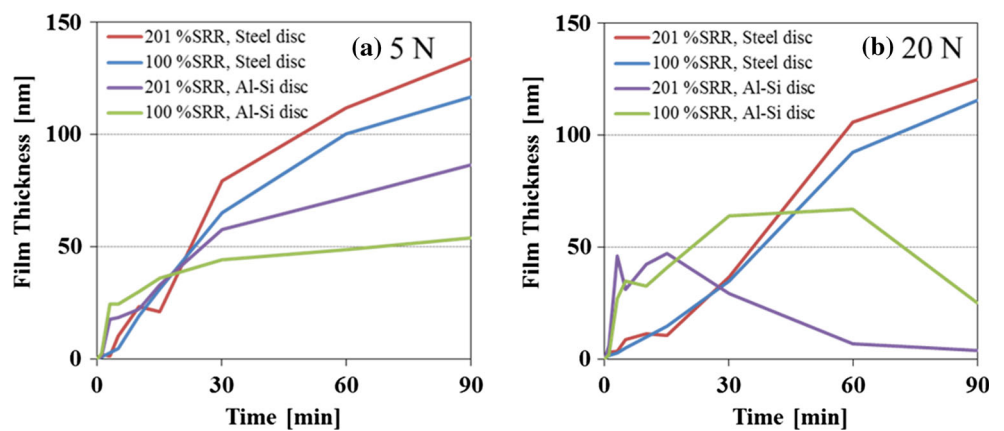 (a) 5 N
201 %SRR, Steel disc
100 %SRR, Steel disc
201 %SRR, Al-Si disc
100 %SRR, Al-Si disc
Film Thickness [nm]
150
100
50
0
0
30
60
90
Time [min]
(b) 20 N
201 %SRR, Steel disc
100 %SRR, Steel disc
201 %SRR, Al-Si disc
100 %SRR, Al-Si disc
Film Thickness [nm]
150
100
50
0
0
30
60
90
Time [min]